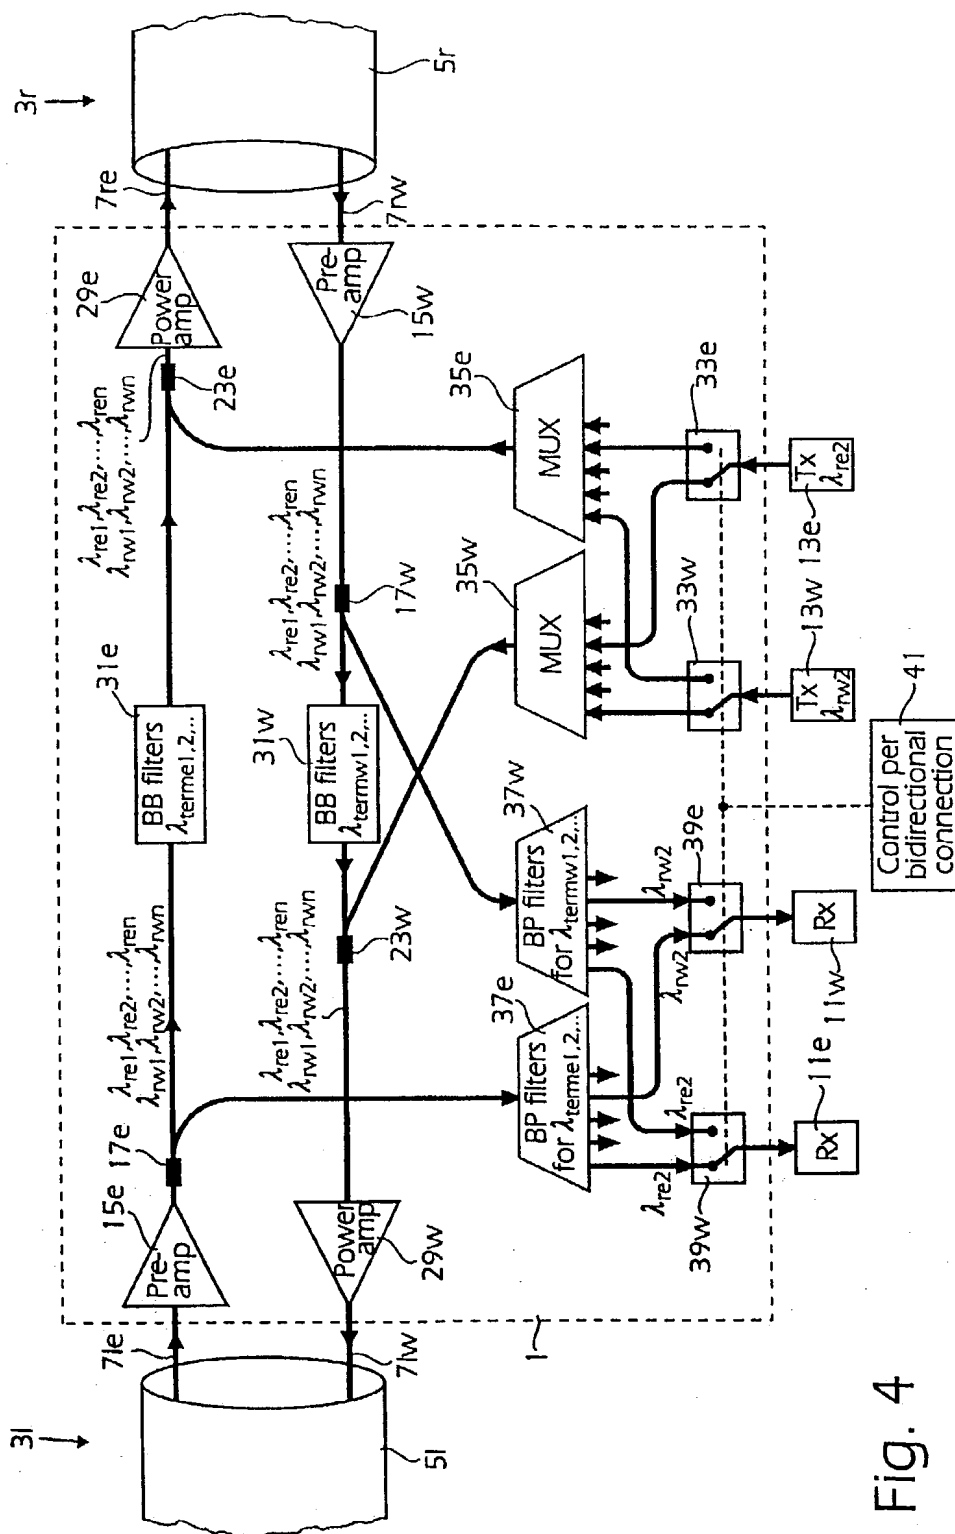 3l
5l
7le
7lw
1
15e
Pre-
amp
17e
λre1,λre2,...,λren
λrw1,λrw2,...,λrwn
31e
BB filters
λterme1,2,...
λre1,λre2,...,λren
λrw1,λrw2,...,λrwn
23e
29e
Power
amp
7re
3r
5r
7rw
Pre-
amp
15w
λre1,λre2,...,λren
λrw1,λrw2,...,λrwn
17w
31w
BB filters
λtermw1,2,...
23w
λre1,λre2,...,λren
λrw1,λrw2,...,λrwn
Power
amp
29w
37e
BP filters
for λterme1,2,...
37w
BP filters
for λtermw1,2,...
35w
MUX
35e
MUX
λre2
λre2
39w
λrw2
λrw2
39e
33w
33e
Rx
11e
Rx
11w
Tx
λrw2
13w
Tx
λre2
13e
Control per
bidirectional
connection
41
Fig. 4